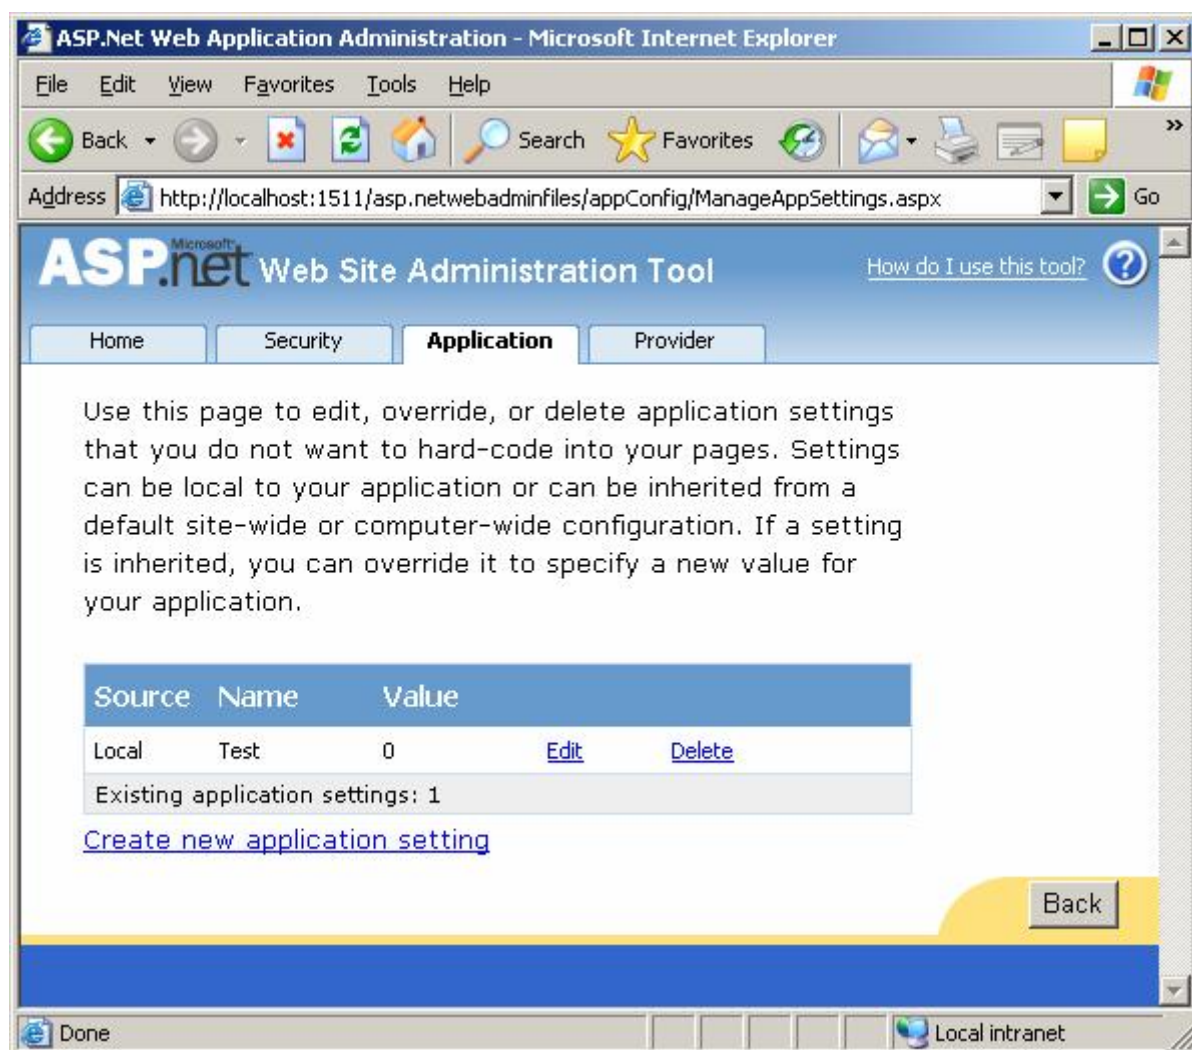 ASP.Net Web Application Administration - Microsoft Internet Explorer
File Edit View Favorites Tools Help
Back Search Favorites »
Address http://localhost:1511/asp.netwebadminfiles/appConfig/ManageAppSettings.aspx Go
Microsoft
ASP.net Web Site Administration Tool How do I use this tool? ?
Home Security Application Provider
Use this page to edit, override, or delete application settings
that you do not want to hard-code into your pages. Settings
can be local to your application or can be inherited from a
default site-wide or computer-wide configuration. If a setting
is inherited, you can override it to specify a new value for
your application.
Source Name Value
Local Test 0 Edit Delete
Existing application settings: 1
Create new application setting
Back
Done Local intranet